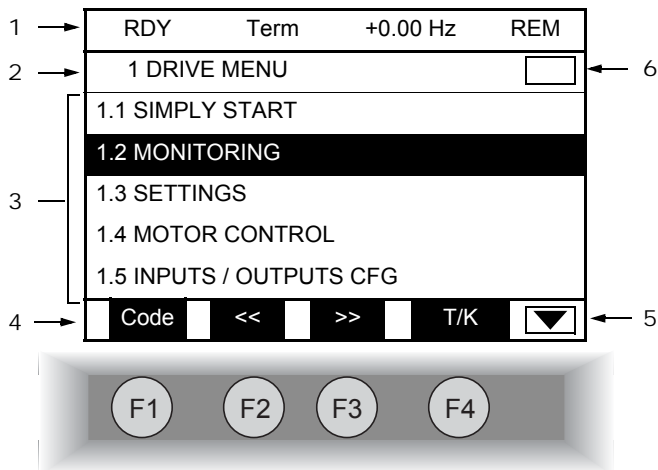 1 RDY Term +0.00 Hz REM
2 1 DRIVE MENU 6
1.1 SIMPLY START
1.2 MONITORING
3 1.3 SETTINGS
1.4 MOTOR CONTROL
1.5 INPUTS / OUTPUTS CFG
4 Code << >> T/K 5
F1 F2 F3 F4